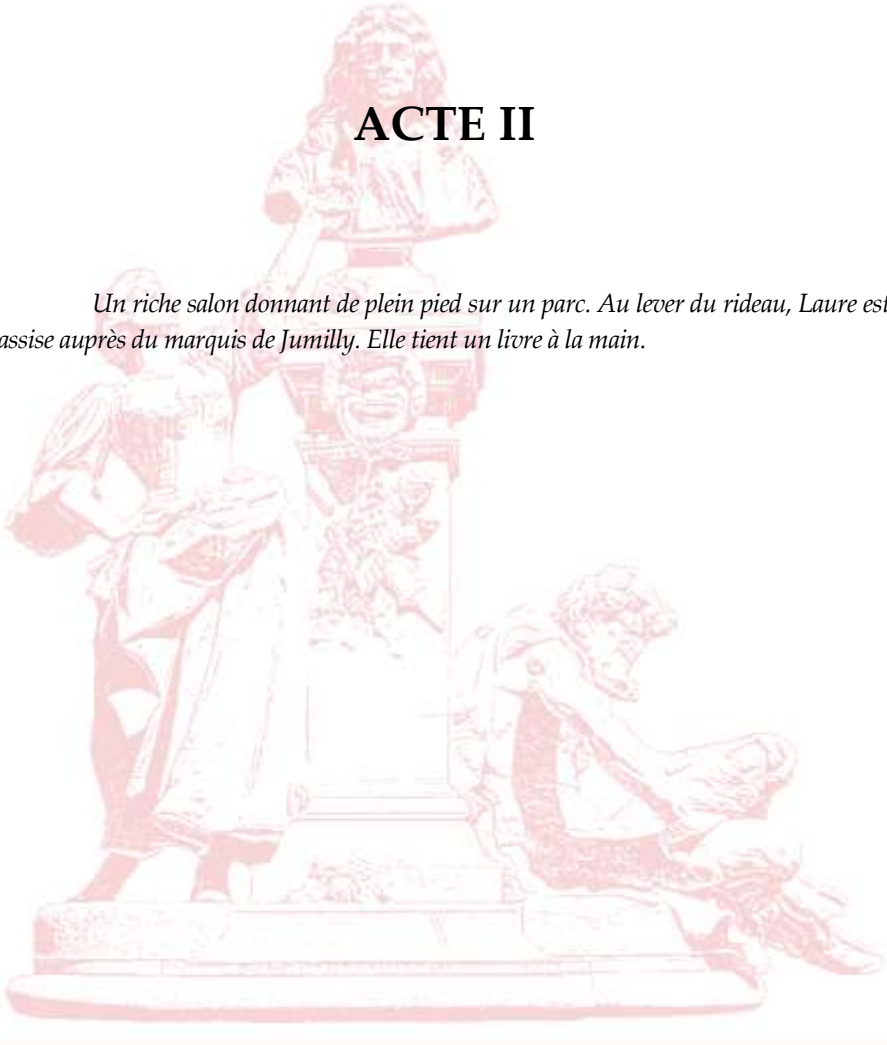 ACTE II
Un riche salon donnant de plein pied sur un parc. Au lever du rideau, Laure est
assise auprès du marquis de Jumilly. Elle tient un livre à la main.